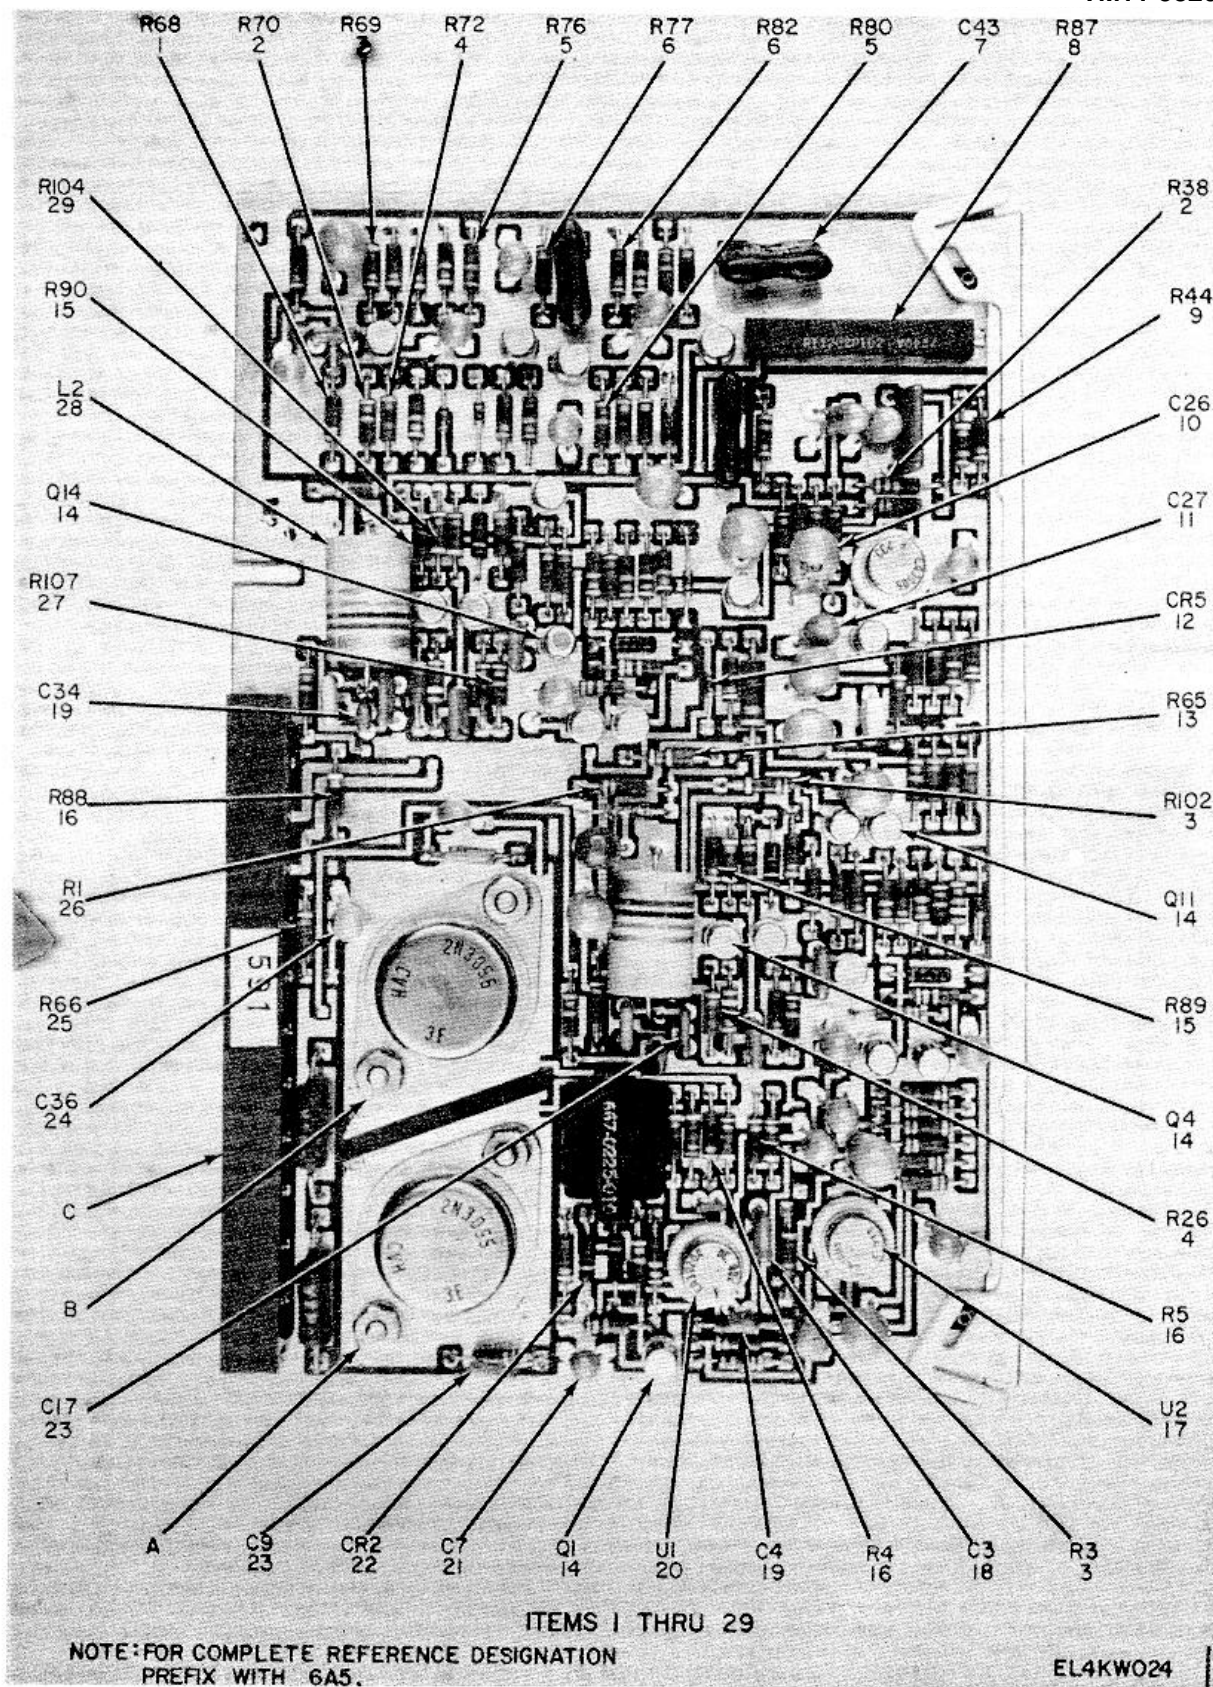 R68 R70 R69 R72 R76 R77 R82 R80 C43 R87
1 2 4 5 6 6 5 7 8
R104
29
R38
2
R90
15
R44
9
L2
28
C26
10
Q14
14
C27
11
R107
27
CR5
12
C34
19
R65
13
R88
16
R102
3
R1
26
Q11
14
2N3055
HAJ
3F
591
R66
25
R89
15
C36
24
Q4
14
C
R26
4
2N3055
HAJ
3F
B
R5
16
C17
23
U2
17
A C9 CR2 C7 Q1 U1 C4 R4 C3 R3
23 22 21 14 20 19 16 18 3
ITEMS 1 THRU 29
NOTE: FOR COMPLETE REFERENCE DESIGNATION
PREFIX WITH 6A5.
EL4KW024